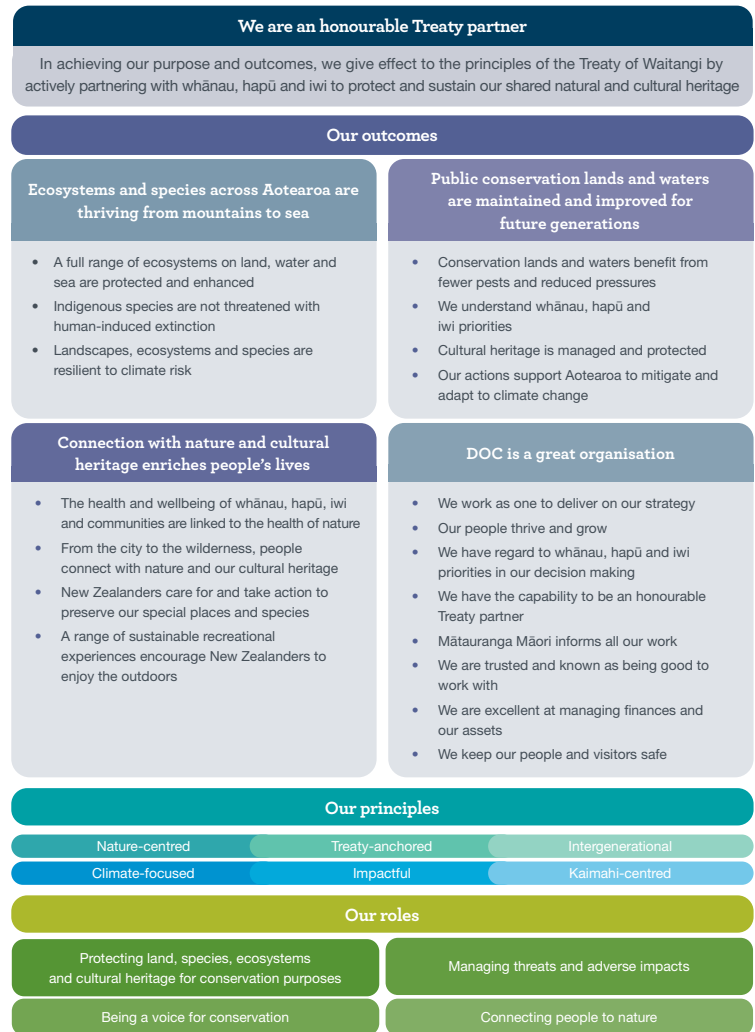 We are an honourable Treaty partner
In achieving our purpose and outcomes, we give effect to the principles of the Treaty of Waitangi by
actively partnering with whānau, hapū and iwi to protect and sustain our shared natural and cultural heritage
Our outcomes
Ecosystems and species across Aotearoa are
thriving from mountains to sea
• A full range of ecosystems on land, water and
sea are protected and enhanced
• Indigenous species are not threatened with
human-induced extinction
• Landscapes, ecosystems and species are
resilient to climate risk
Public conservation lands and waters
are maintained and improved for
future generations
• Conservation lands and waters benefit from
fewer pests and reduced pressures
• We understand whānau, hapū and
iwi priorities
• Cultural heritage is managed and protected
• Our actions support Aotearoa to mitigate and
adapt to climate change
Connection with nature and cultural
heritage enriches people's lives
• The health and wellbeing of whānau, hapū, iwi
and communities are linked to the health of nature
• From the city to the wilderness, people
connect with nature and our cultural heritage
• New Zealanders care for and take action to
preserve our special places and species
• A range of sustainable recreational
experiences encourage New Zealanders to
enjoy the outdoors
DOC is a great organisation
• We work as one to deliver on our strategy
• Our people thrive and grow
• We have regard to whānau, hapū and iwi
priorities in our decision making
• We have the capability to be an honourable
Treaty partner
• Mātauranga Māori informs all our work
• We are trusted and known as being good to
work with
• We are excellent at managing finances and
our assets
• We keep our people and visitors safe
Our principles
Nature-centred
Treaty-anchored
Intergenerational
Climate-focused
Impactful
Kaimahi-centred
Our roles
Protecting land, species, ecosystems
and cultural heritage for conservation purposes
Managing threats and adverse impacts
Being a voice for conservation
Connecting people to nature